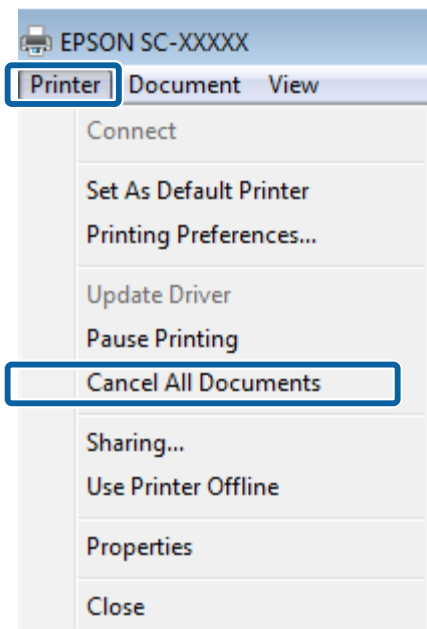 EPSON SC-XXXXX
Printer Document View
Connect
Set As Default Printer
Printing Preferences...
Update Driver
Pause Printing
Cancel All Documents
Sharing...
Use Printer Offline
Properties
Close